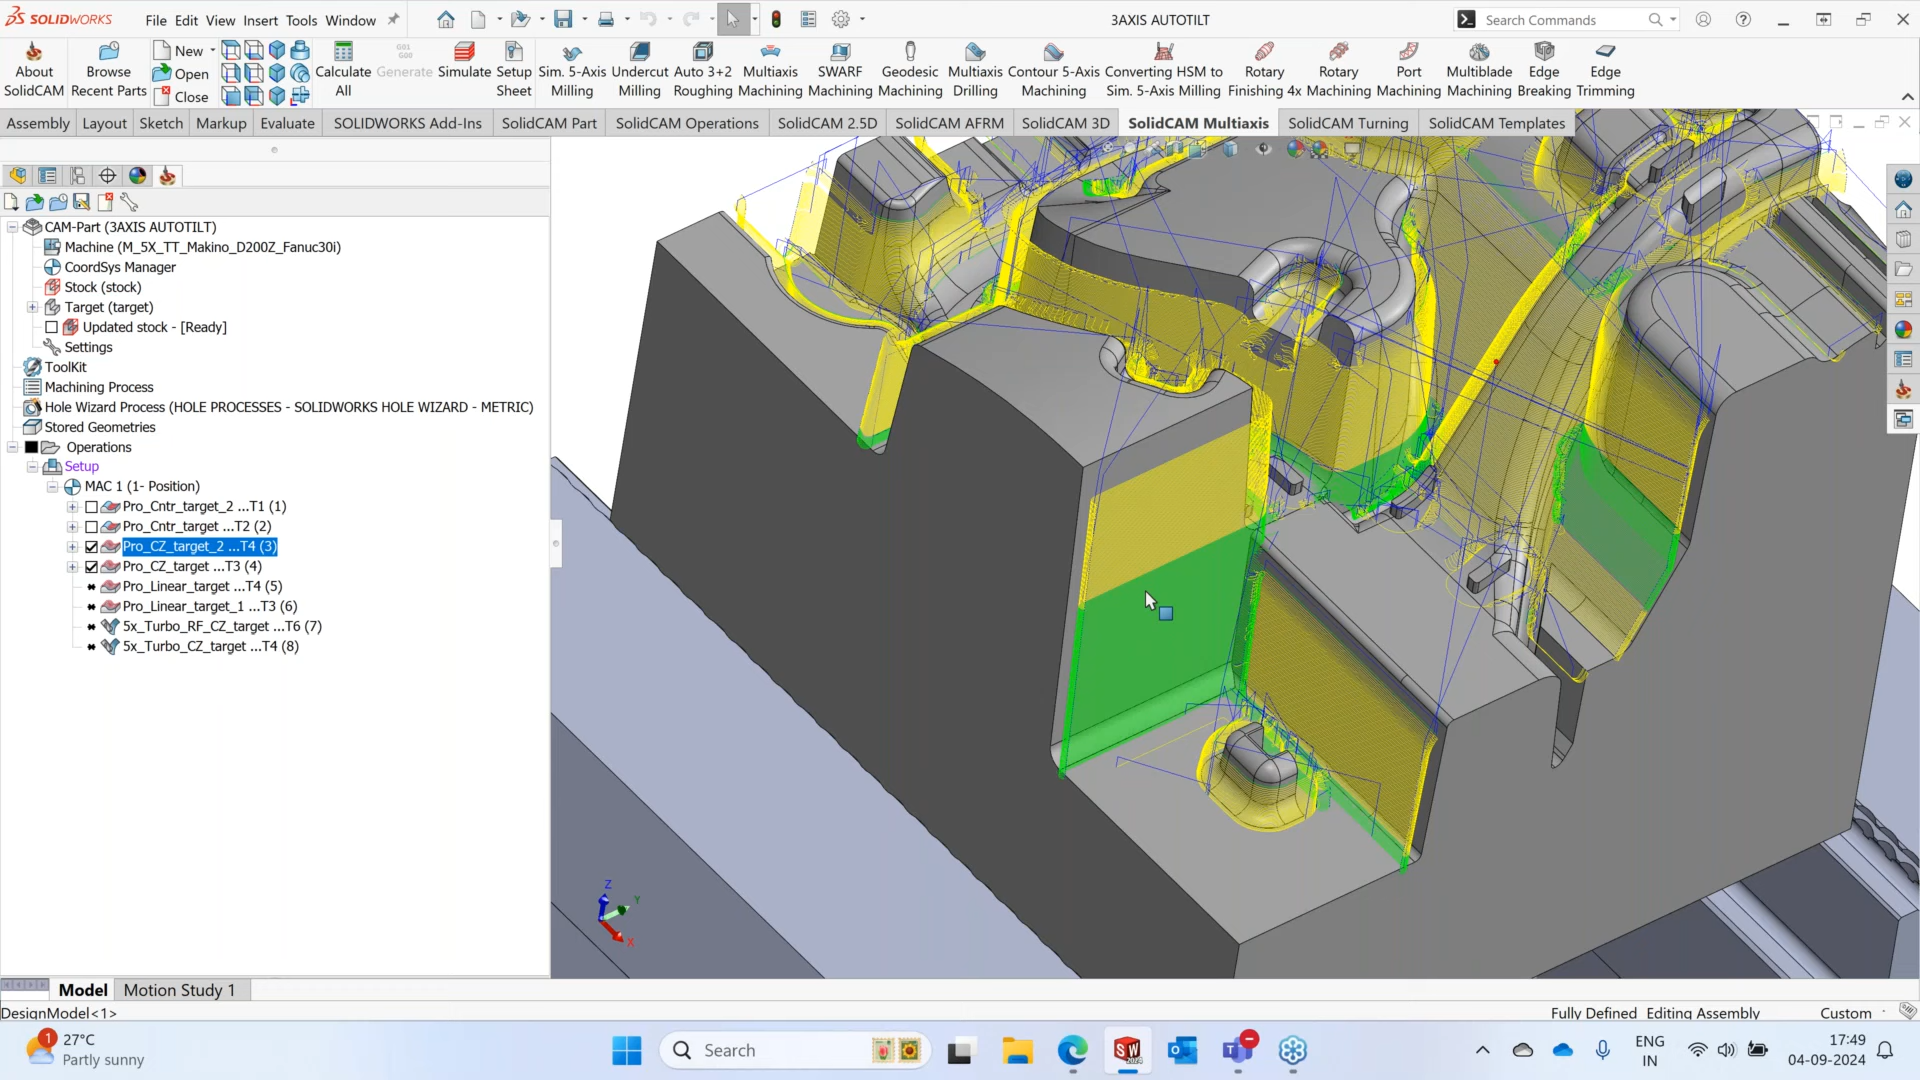 SOLIDWORKS File Edit View Insert Tools Window 3AXIS AUTOTILT Search Commands
About SolidCAM
Browse Recent Parts
New
Open
Close
Calculate All
G01 G00
Generate
Simulate
Setup Sheet
Sim. 5-Axis Milling
Undercut Milling
Auto 3+2 Roughing
Multiaxis Machining
SWARF Machining
Geodesic Machining
Multiaxis Drilling
Contour 5-Axis Machining
Converting HSM to Sim. 5-Axis Milling
Rotary Finishing 4x
Rotary Machining
Port Machining
Multiblade Machining
Edge Breaking
Edge Trimming
Assembly Layout Sketch Markup Evaluate SOLIDWORKS Add-Ins SolidCAM Part SolidCAM Operations SolidCAM 2.5D SolidCAM AFRM SolidCAM 3D SolidCAM Multiaxis SolidCAM Turning SolidCAM Templates
CAM-Part (3AXIS AUTOTILT)
Machine (M_5X_TT_Makino_D200Z_Fanuc30i)
CoordSys Manager
Stock (stock)
Target (target)
Updated stock - [Ready]
Settings
ToolKit
Machining Process
Hole Wizard Process (HOLE PROCESSES - SOLIDWORKS HOLE WIZARD - METRIC)
Stored Geometries
Operations
Setup
MAC 1 (1- Position)
Pro_Cntr_target_2 ...T1 (1)
Pro_Cntr_target ...T2 (2)
Pro_CZ_target_2 ...T4 (3)
Pro_CZ_target ...T3 (4)
Pro_Linear_target ...T4 (5)
Pro_Linear_target_1 ...T3 (6)
5x_Turbo_RF_CZ_target ...T6 (7)
5x_Turbo_CZ_target ...T4 (8)
Z
Y
X
Model Motion Study 1
DesignModel<1> Fully Defined Editing Assembly Custom
1
27°C
Partly sunny
Search
SW
2024
ENG
IN
17:49
04-09-2024